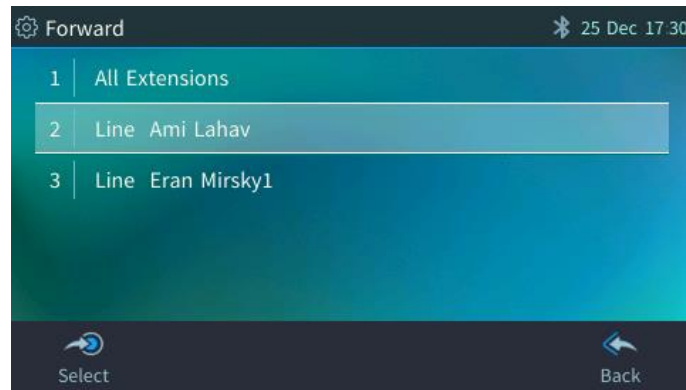 Forward 25 Dec 17:30
1 All Extensions
2 Line Ami Lahav
3 Line Eran Mirsky1
Select Back